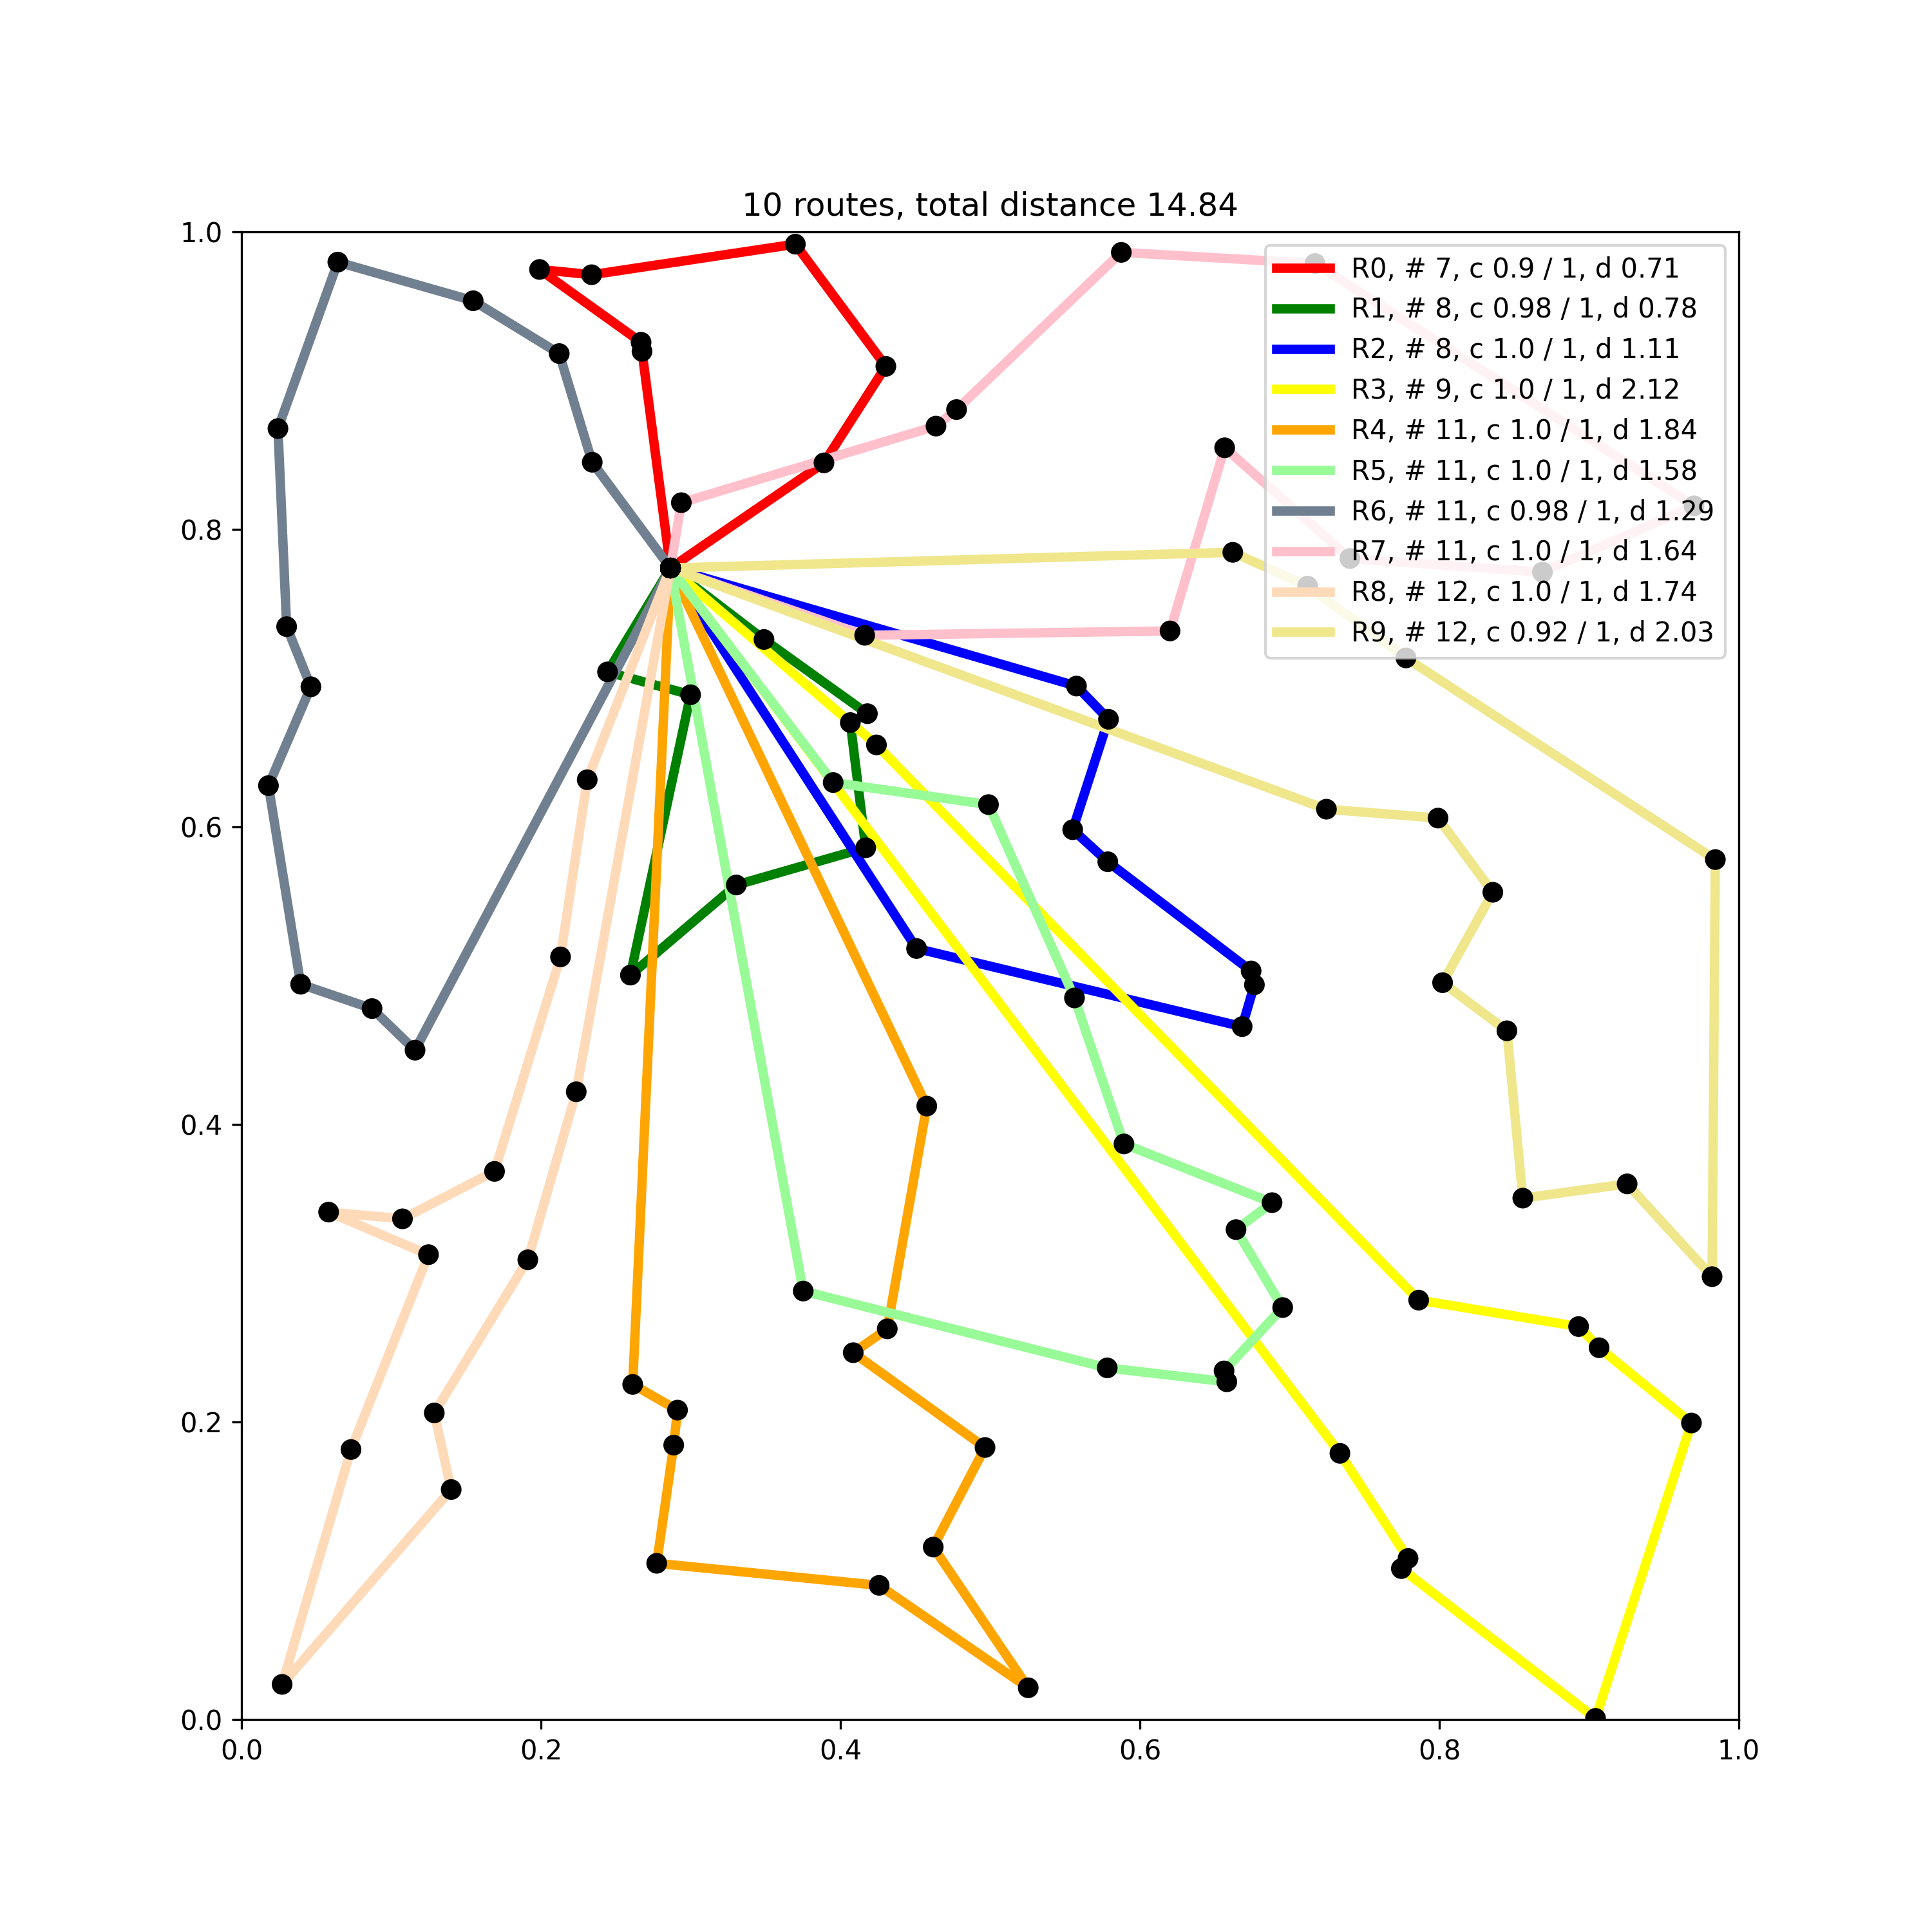 10 routes, total distance 14.84
1.0
0.8
0.6
0.4
0.2
0.0
0.0 0.2 0.4 0.6 0.8 1.0
R0, # 7, c 0.9 / 1, d 0.71
R1, # 8, c 0.98 / 1, d 0.78
R2, # 8, c 1.0 / 1, d 1.11
R3, # 9, c 1.0 / 1, d 2.12
R4, # 11, c 1.0 / 1, d 1.84
R5, # 11, c 1.0 / 1, d 1.58
R6, # 11, c 0.98 / 1, d 1.29
R7, # 11, c 1.0 / 1, d 1.64
R8, # 12, c 1.0 / 1, d 1.74
R9, # 12, c 0.92 / 1, d 2.03